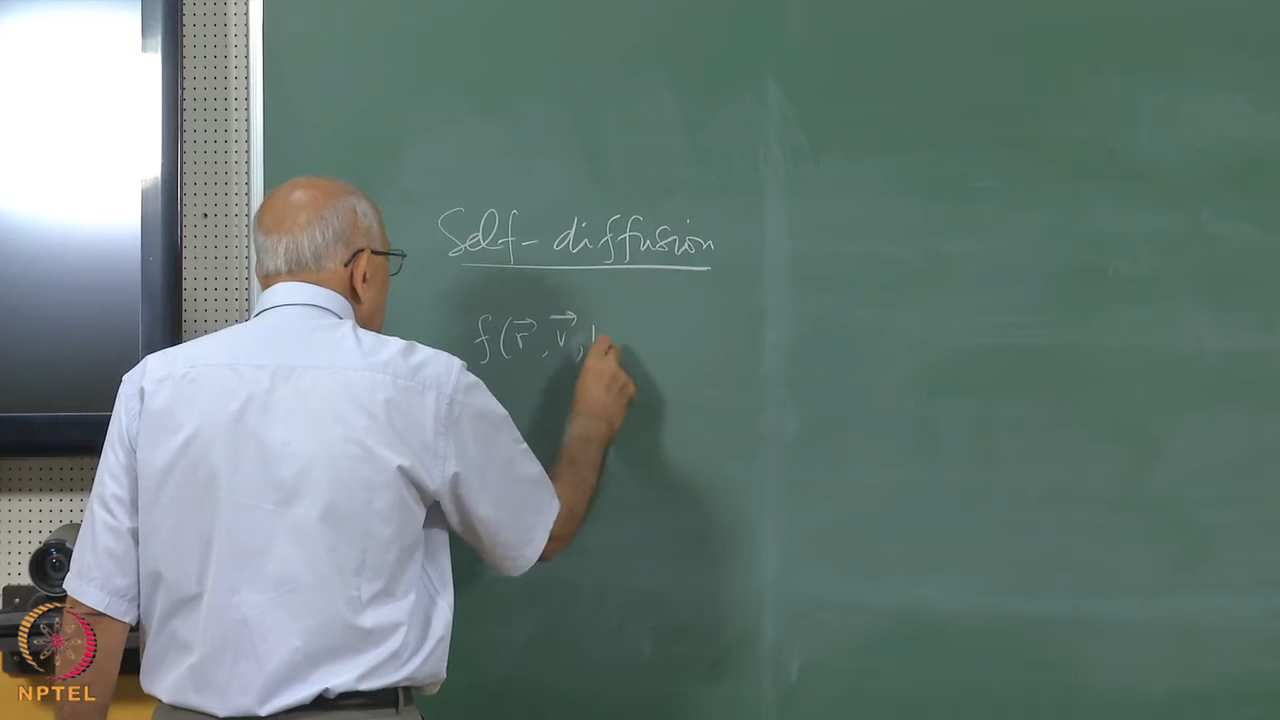 Self-diffusion
f(r⃗, v⃗,
NPTEL